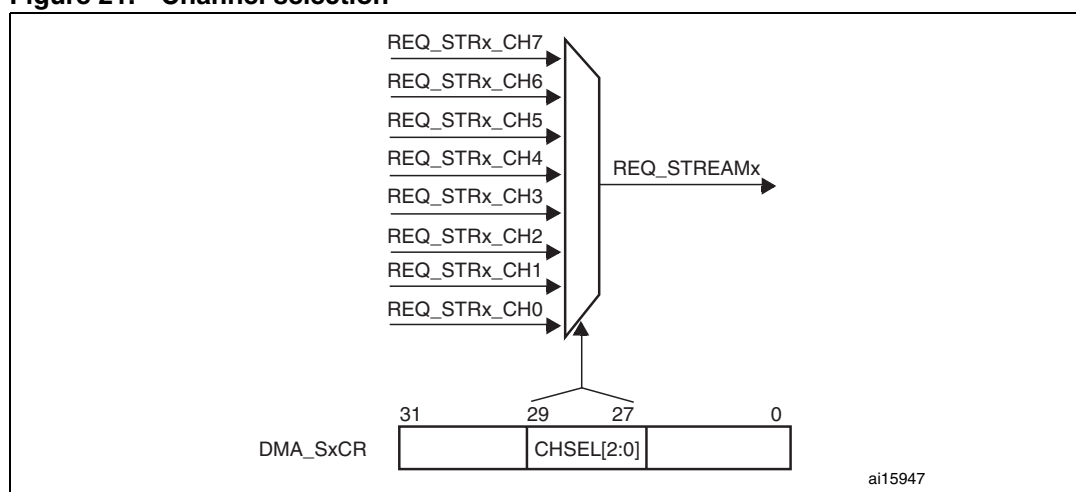 Figure 21. Channel selection
REQ_STRx_CH7
REQ_STRx_CH6
REQ_STRx_CH5
REQ_STRx_CH4
REQ_STREAMx
REQ_STRx_CH3
REQ_STRx_CH2
REQ_STRx_CH1
REQ_STRx_CH0
31 29 27 0
DMA_SxCR CHSEL[2:0]
ai15947